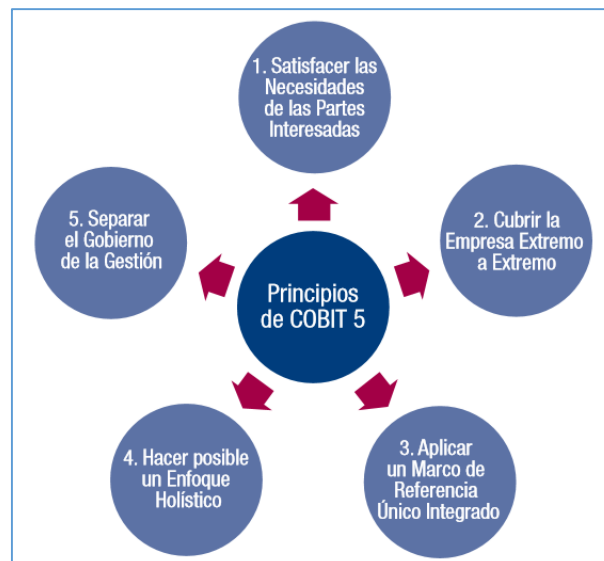 1. Satisfacer las
Necesidades
de las Partes
Interesadas
5. Separar
el Gobierno
de la Gestión
2. Cubrir la
Empresa Extremo
a Extremo
Principios
de COBIT 5
4. Hacer posible
un Enfoque
Holístico
3. Aplicar
un Marco de
Referencia
Único Integrado